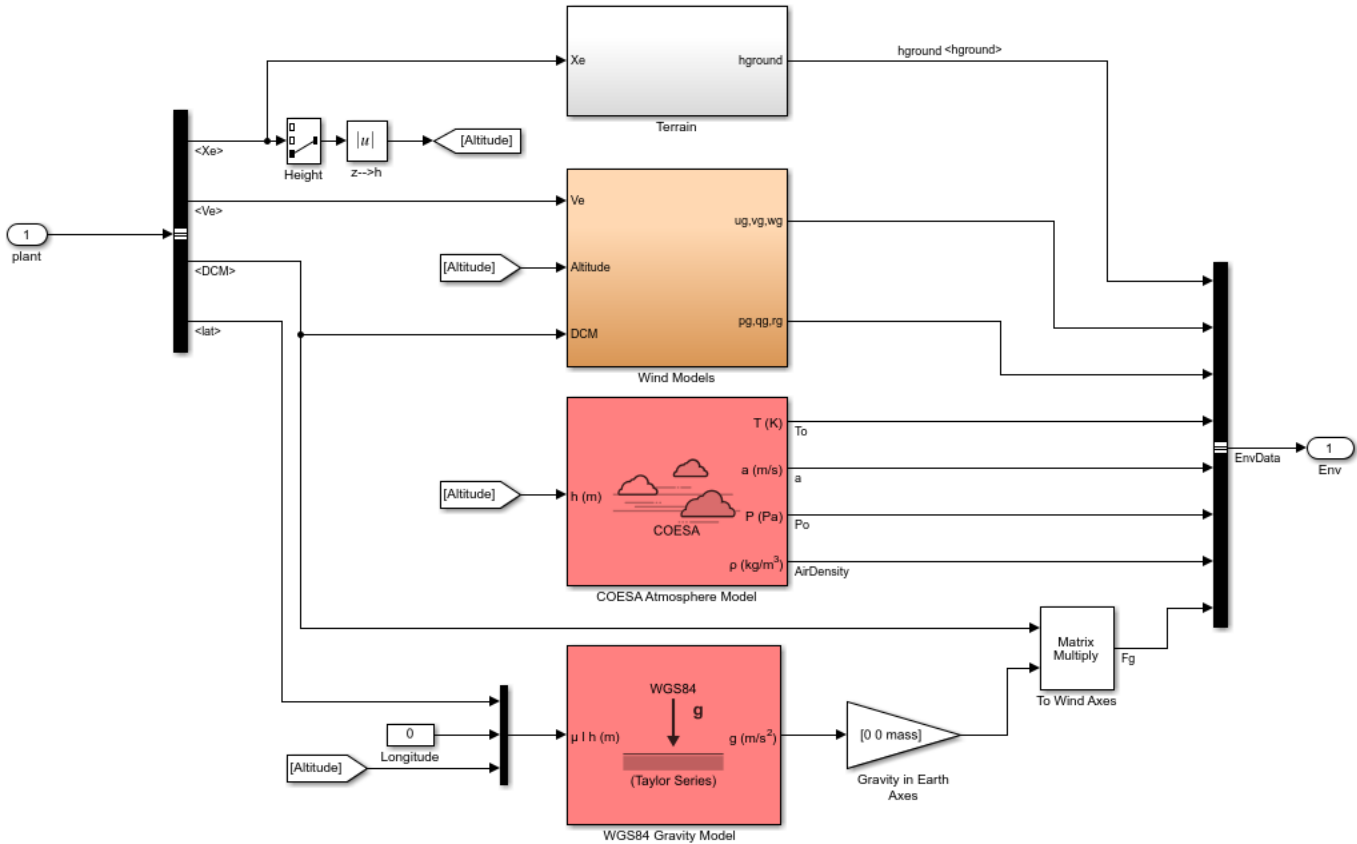 Xe
hground
hground <hground>
Terrain
<Xe>
Height
|u|
z-->h
[Altitude]
<Ve>
Ve
ug,vg,wg
1
plant
[Altitude]
Altitude
<DCM>
<lat>
DCM
pg,qg,rg
Wind Models
T (K)
To
a (m/s)
a
[Altitude]
h (m)
COESA
P (Pa)
Po
ρ (kg/m³)
AirDensity
COESA Atmosphere Model
EnvData
1
Env
Matrix
Multiply
Fg
To Wind Axes
WGS84
g
0
Longitude
[Altitude]
μ l h (m)
g (m/s²)
(Taylor Series)
WGS84 Gravity Model
[0 0 mass]
Gravity in Earth
Axes